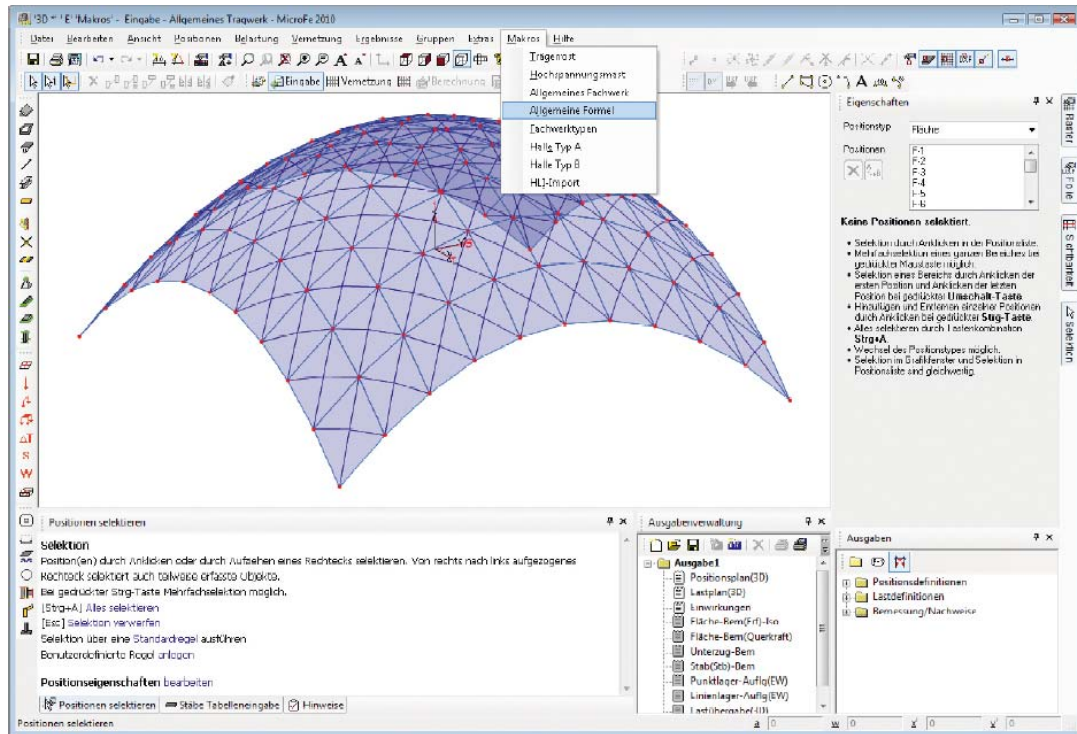 '3D - 'E' 'Makros' - Eingabe - Allgemeines Tragwerk - MicroFe 2010
Datei Bearbeiten Ansicht Positionen Belastung Vernetzung Ergebnisse Gruppen Extras Makros Hilfe
Trägerrost
Hochspannungsmast
Allgemeines Fachwerk
Allgemeine Formel
Fachwerktypen
Halle Typ A
Halle Typ B
HLI-Import
Eingabe Vernetzung Berechnung
Eigenschaften
Positionstyp Fläche
Positionen F-1
F-2
F-3
F-4
F-5
F-6
Keine Positionen selektiert.
• Selektion durch Anklicken in der Positionsliste.
• Mehrfachselektion eines ganzen Bereiches bei
gedrückter Maustaste möglich.
• Selektion eines Bereichs durch Anklicken der
ersten Position und Anklicken der letzten
Position bei gedrückter Umschalt-Taste.
• Hinzufügen und Entfernen einzelner Positionen
durch Anklicken bei gedrückter Strg-Taste.
• Alles selektieren durch Tastenkombination
Strg+A.
• Wechsel des Positionstypes möglich.
• Selektion im Grafikfenster und Selektion in
Positionsliste sind gleichwertig.
Raster
Folie
Sichtbarkeit
Selektion
ΔT
S
W
Positionen selektieren
Selektion
Position(en) durch Anklicken oder durch Aufziehen eines Rechtecks selektieren. Von rechts nach links aufgezogenes
Rechteck selektiert auch teilweise erfasste Objekte.
Bei gedrückter Strg-Taste Mehrfachselektion möglich.
[Strg+A] Alles selektieren
[Esc] Selektion verwerfen
Selektion über eine Standardregel ausführen
Benutzerdefinierte Regel anlegen
Positionseigenschaften bearbeiten
Positionen selektieren Stäbe Tabelleneingabe Hinweise
Ausgabenverwaltung
Ausgabe1
Positionsplan(3D)
Lastplan(3D)
Einwirkungen
Fläche-Bem(Erf)-Iso
Fläche-Bem(Querkraft)
Unterzug-Bem
Stab(Stb)-Bem
Punktlager-Auflg(EW)
Linienlager-Auflg(EW)
Ausgaben
Positionsdefinitionen
Lastdefinitionen
Bemessung/Nachweise
Positionen selektieren a 0 w 0 x 0 y 0